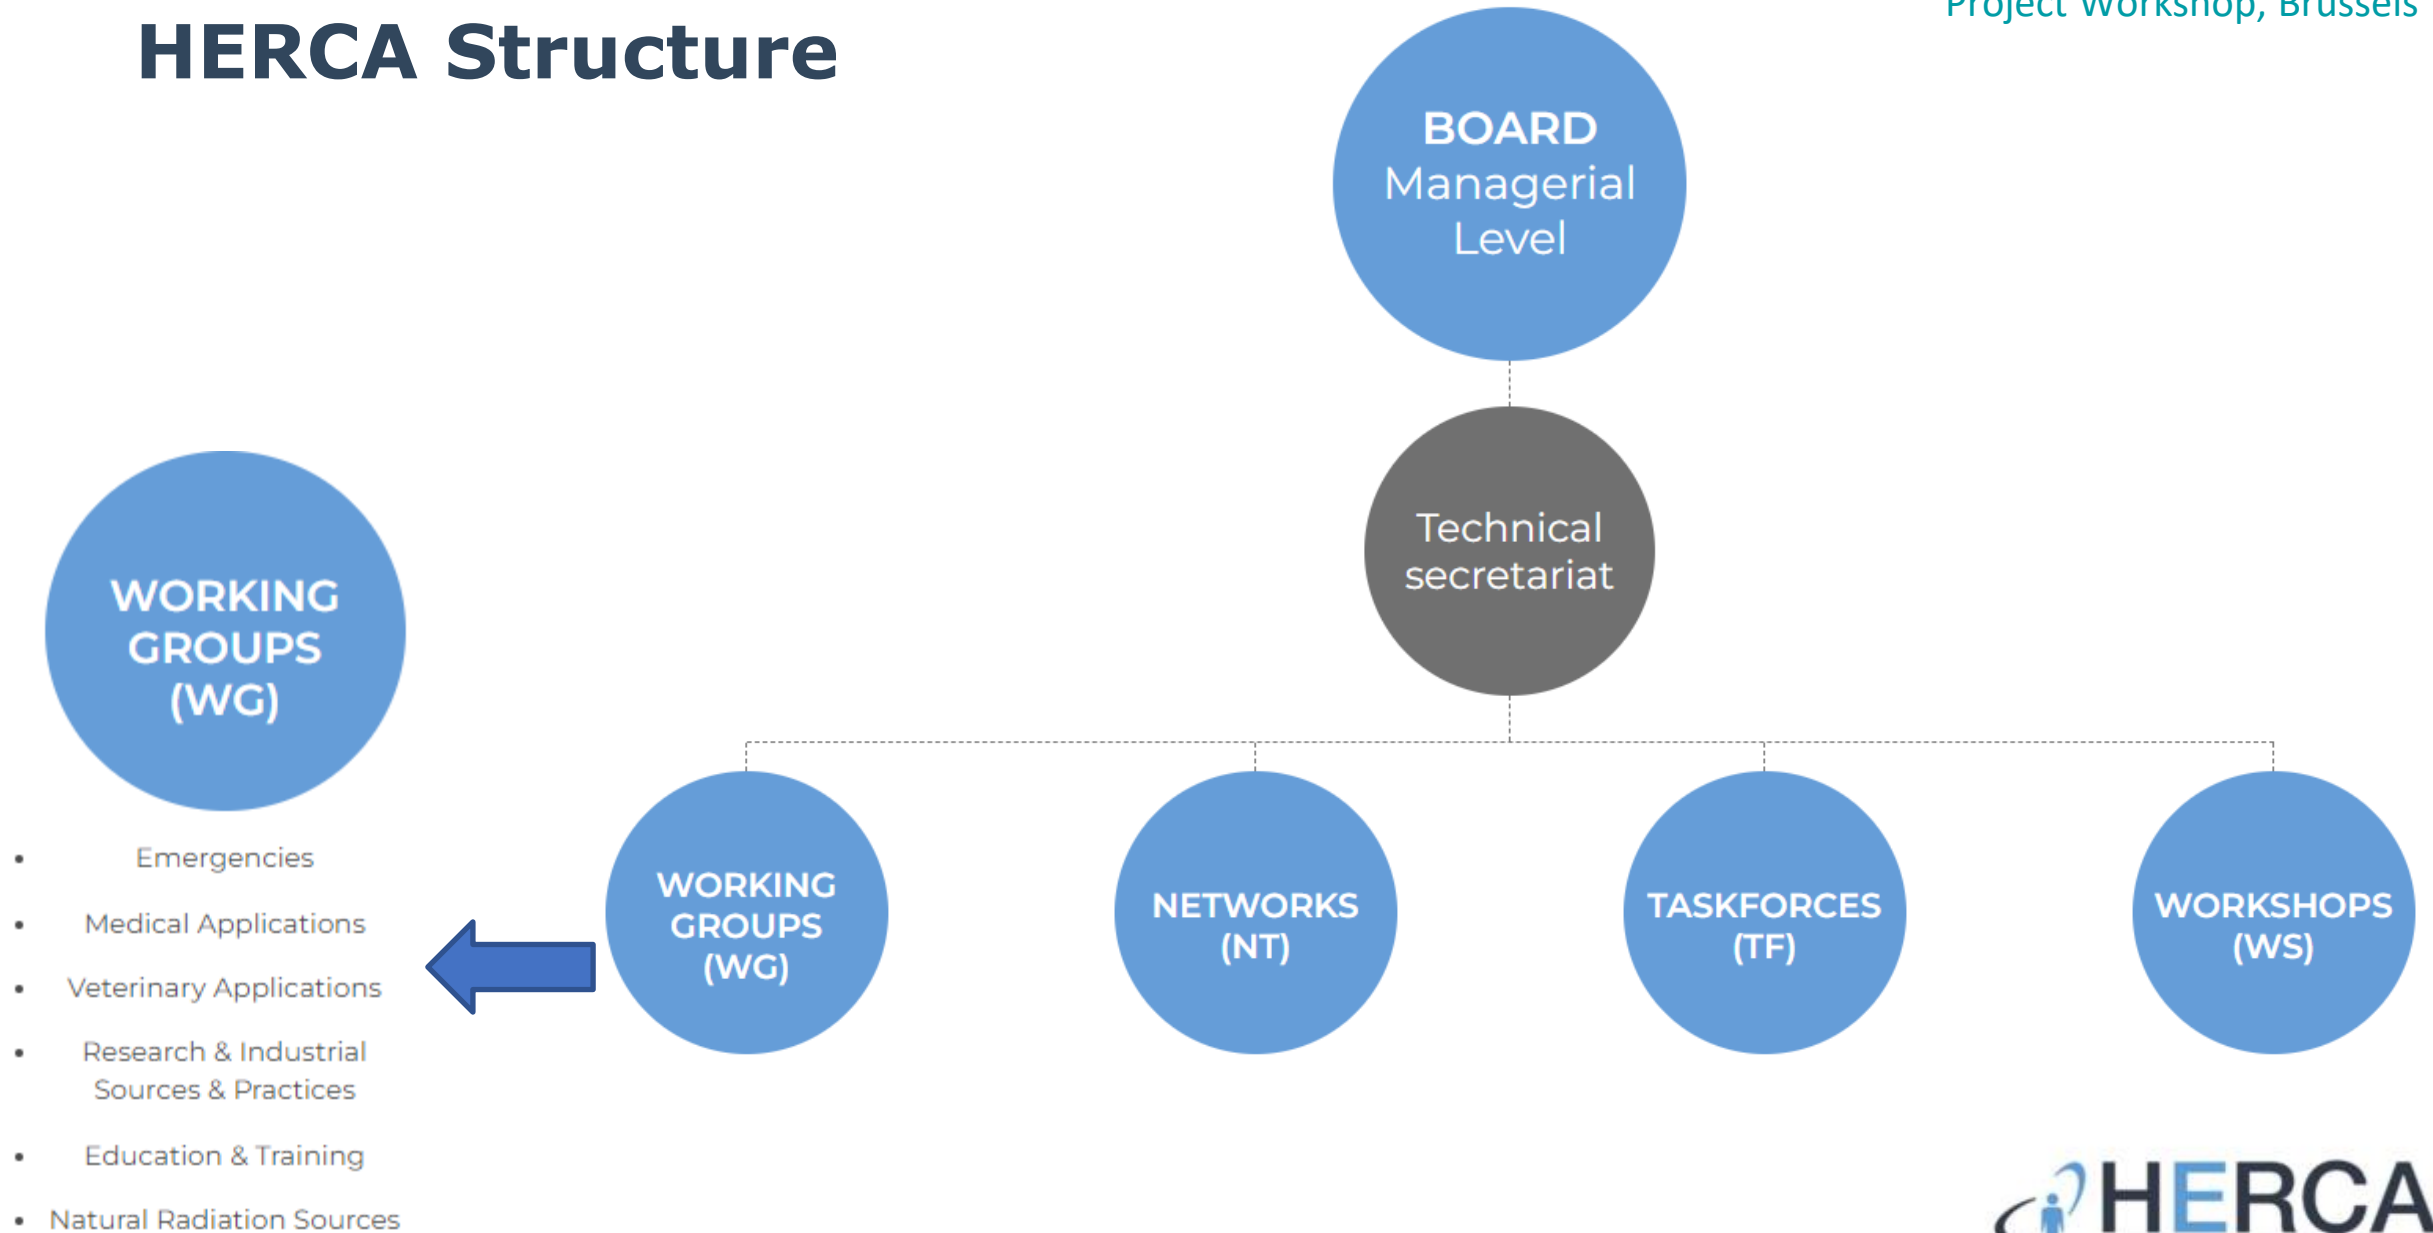 Project Workshop, Brussels
HERCA Structure
BOARD
Managerial
Level
Technical
secretariat
WORKING
GROUPS
(WG)
• Emergencies
• Medical Applications
• Veterinary Applications
• Research & Industrial
Sources & Practices
• Education & Training
• Natural Radiation Sources
WORKING
GROUPS
(WG)
NETWORKS
(NT)
TASKFORCES
(TF)
WORKSHOPS
(WS)
HERCA